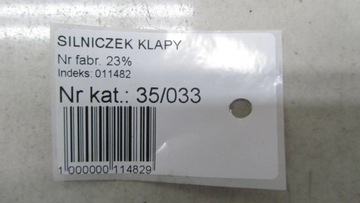 SILNICZEK KLAPY
Nr fabr. 23%
Indeks: 011482
Nr kat.: 35/033
1 000000 114829